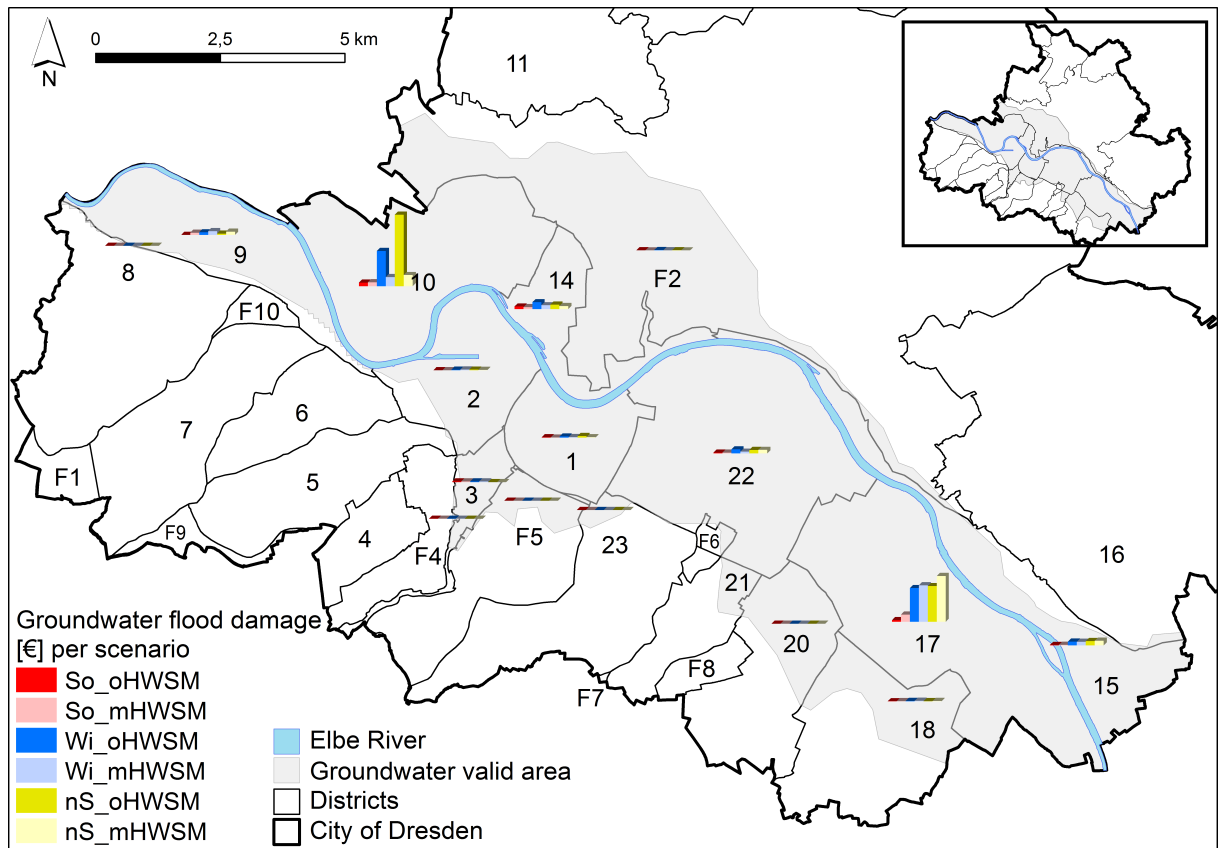 0
2,5
5 km
N
11
8
9
10
14
F2
F10
2
7
6
1
22
F1
5
3
F9
4
F4
F5
23
F6
16
21
20
17
15
F8
F7
18
Groundwater flood damage
[€] per scenario
So_oHWSM
So_mHWSM
Wi_oHWSM
Wi_mHWSM
nS_oHWSM
nS_mHWSM
Elbe River
Groundwater valid area
Districts
City of Dresden